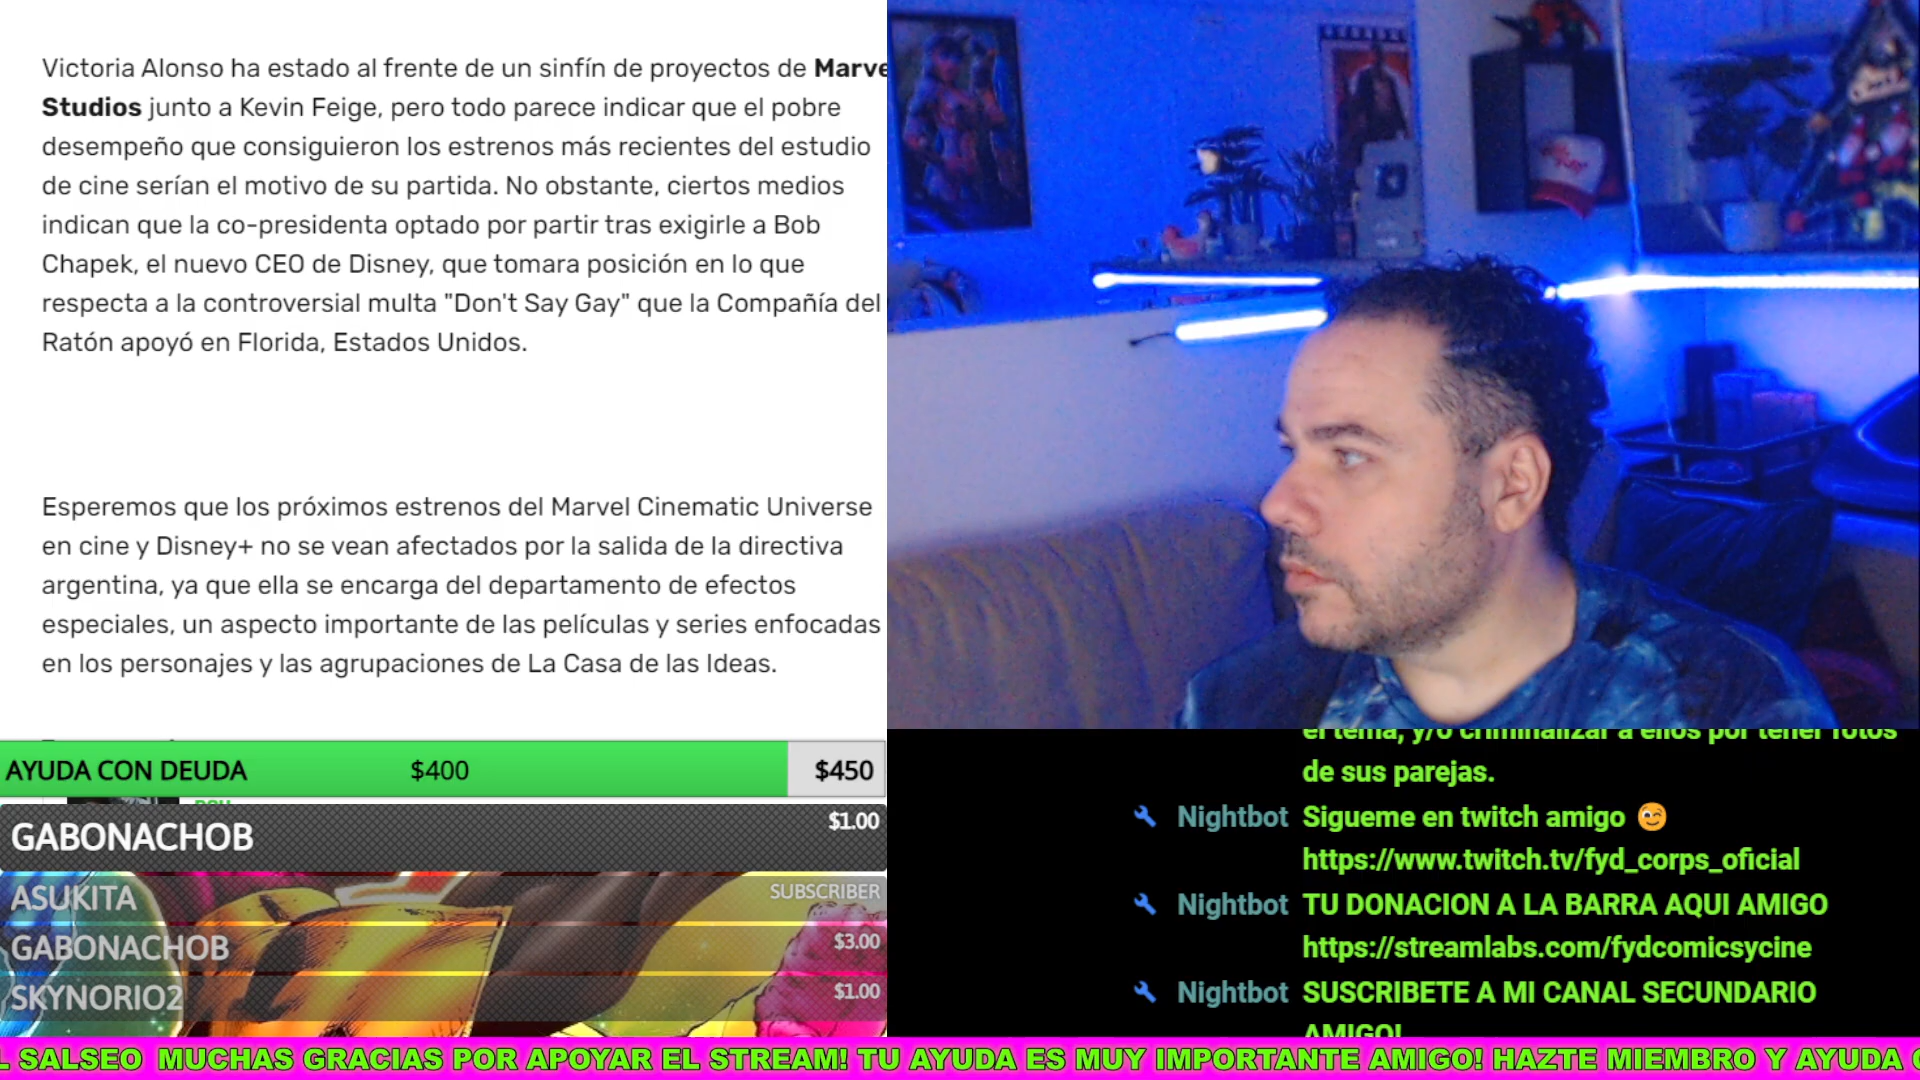 Victoria Alonso ha estado al frente de un sinfín de proyectos de Marve
Studios junto a Kevin Feige, pero todo parece indicar que el pobre
desempeño que consiguieron los estrenos más recientes del estudio
de cine serían el motivo de su partida. No obstante, ciertos medios
indican que la co-presidenta optado por partir tras exigirle a Bob
Chapek, el nuevo CEO de Disney, que tomara posición en lo que
respecta a la controversial multa "Don't Say Gay" que la Compañía del
Ratón apoyó en Florida, Estados Unidos.
Esperemos que los próximos estrenos del Marvel Cinematic Universe
en cine y Disney+ no se vean afectados por la salida de la directiva
argentina, ya que ella se encarga del departamento de efectos
especiales, un aspecto importante de las películas y series enfocadas
en los personajes y las agrupaciones de La Casa de las Ideas.
AYUDA CON DEUDA $400 $450
GABONACHOB $1.00
ASUKITA SUBSCRIBER
GABONACHOB $3.00
SKYNORIO2 $1.00
el tema, y/o criminalizar a ellos por tener fotos
de sus parejas.
Nightbot Sigueme en twitch amigo 😉
https://www.twitch.tv/fyd_corps_oficial
Nightbot TU DONACION A LA BARRA AQUI AMIGO
https://streamlabs.com/fydcomicsycine
Nightbot SUSCRIBETE A MI CANAL SECUNDARIO
AMIGO!
L SALSEO MUCHAS GRACIAS POR APOYAR EL STREAM! TU AYUDA ES MUY IMPORTANTE AMIGO! HAZTE MIEMBRO Y AYUDA